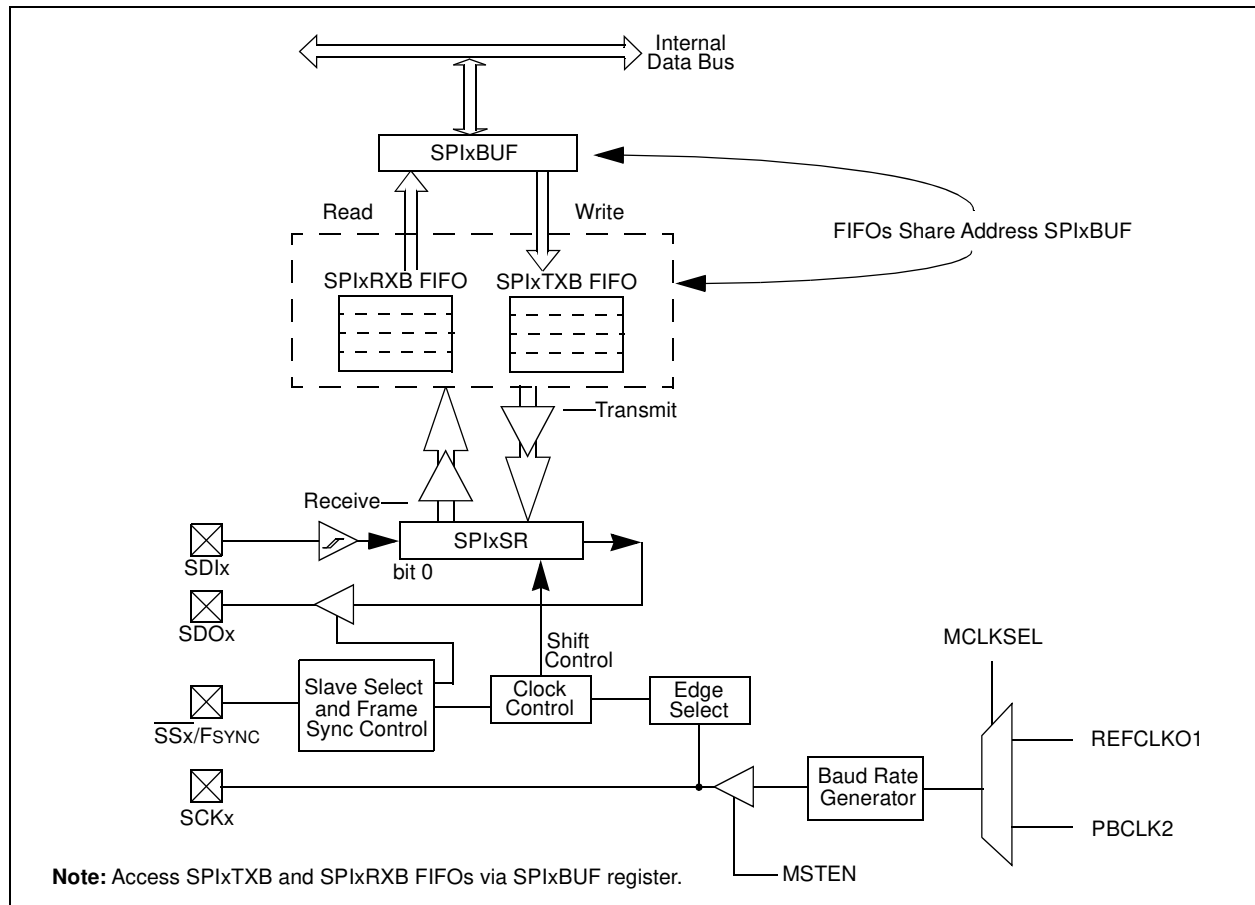 Internal
Data Bus
SPIxBUF
Read
Write
FIFOs Share Address SPIxBUF
SPIxRXB FIFO
SPIxTXB FIFO
Transmit
Receive
SPIxSR
SDIx
bit 0
SDOx
Shift
Control
MCLKSEL
Slave Select
and Frame
Sync Control
Clock
Control
Edge
Select
SSx/FSYNC
REFCLKO1
Baud Rate
Generator
SCKx
PBCLK2
MSTEN
Note: Access SPIxTXB and SPIxRXB FIFOs via SPIxBUF register.